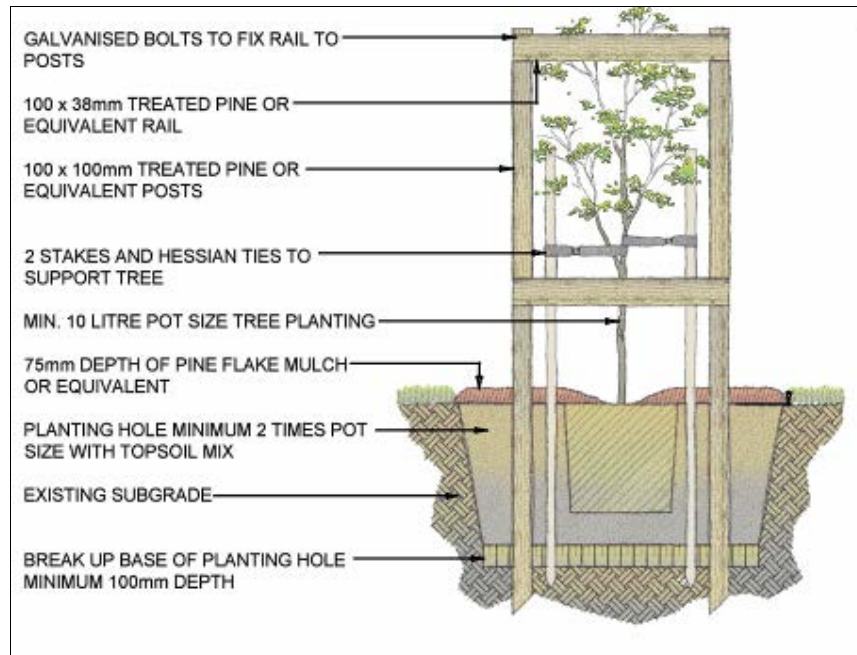 GALVANISED BOLTS TO FIX RAIL TO
POSTS
100 x 38mm TREATED PINE OR
EQUIVALENT RAIL
100 x 100mm TREATED PINE OR
EQUIVALENT POSTS
2 STAKES AND HESSIAN TIES TO
SUPPORT TREE
MIN. 10 LITRE POT SIZE TREE PLANTING
75mm DEPTH OF PINE FLAKE MULCH
OR EQUIVALENT
PLANTING HOLE MINIMUM 2 TIMES POT
SIZE WITH TOPSOIL MIX
EXISTING SUBGRADE
BREAK UP BASE OF PLANTING HOLE
MINIMUM 100mm DEPTH